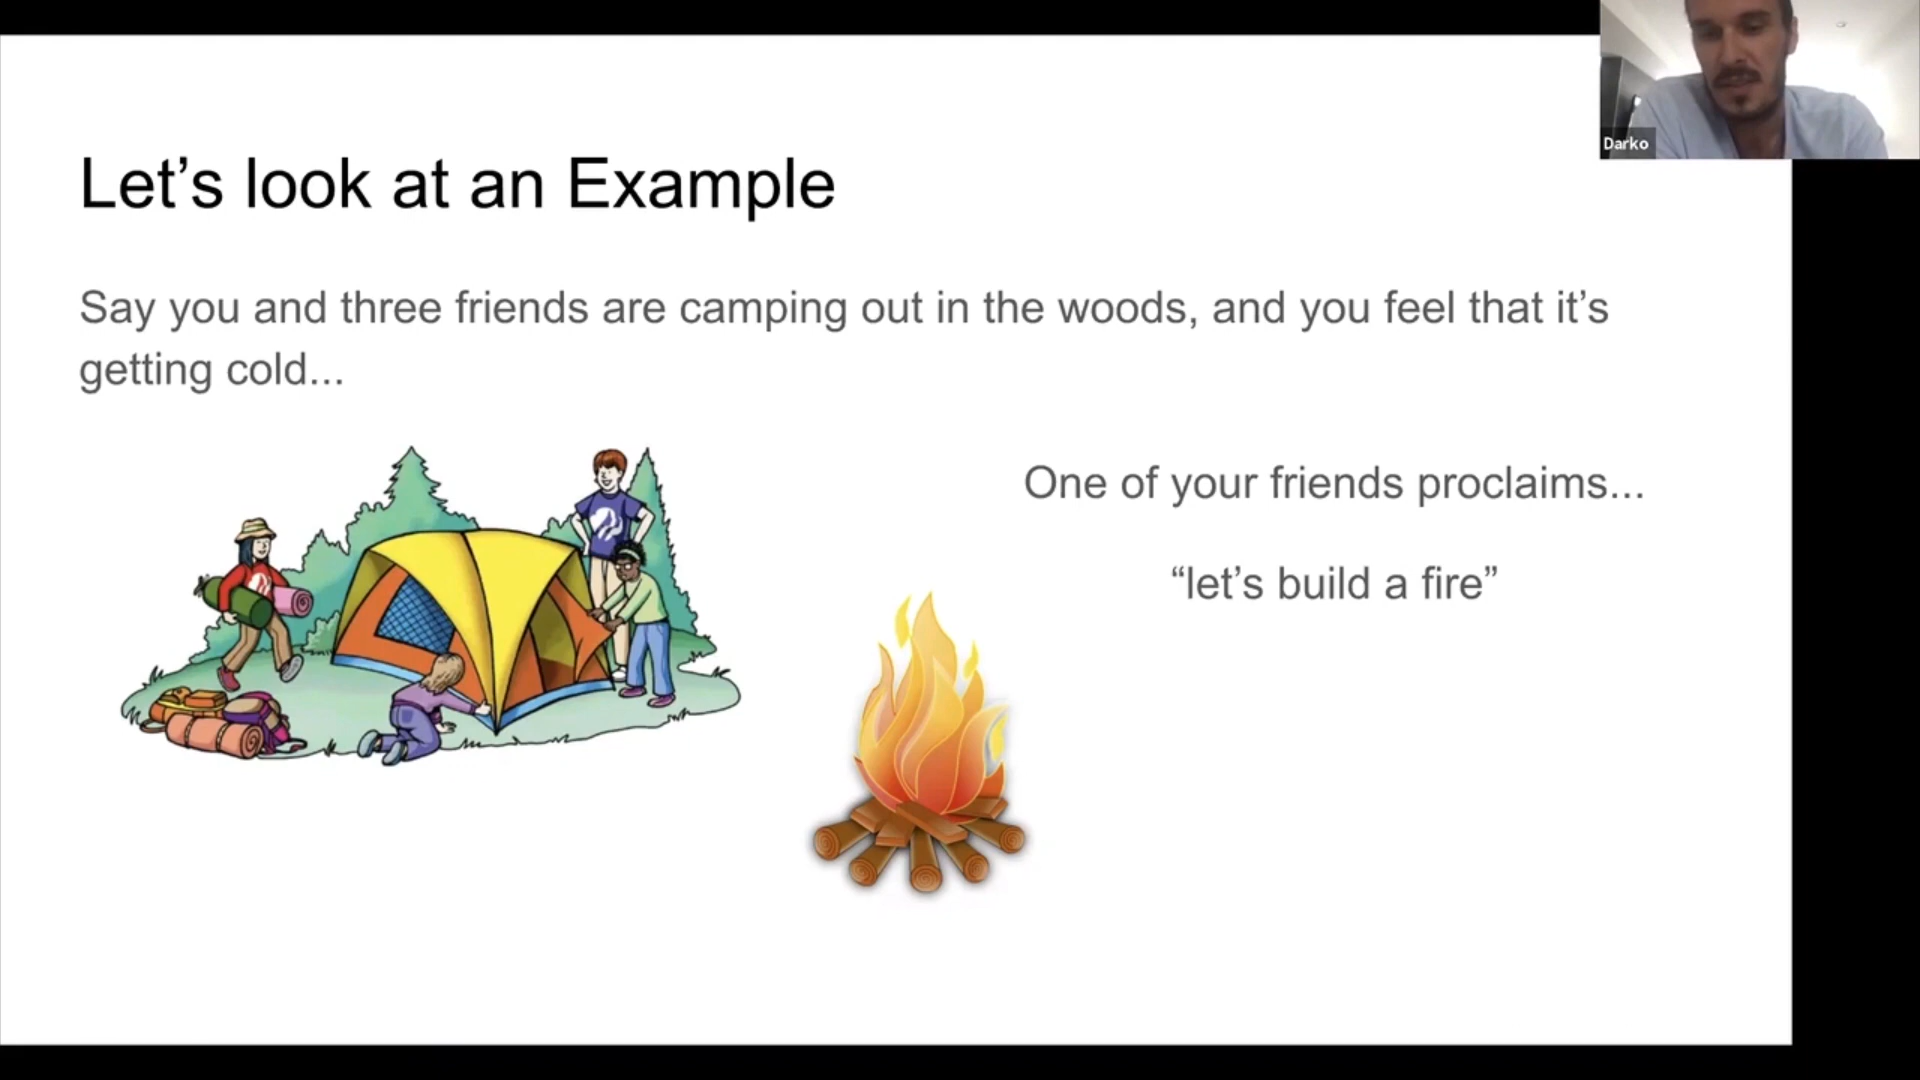 Darko
Let’s look at an Example
Say you and three friends are camping out in the woods, and you feel that it’s
getting cold...
One of your friends proclaims...
“let’s build a fire”